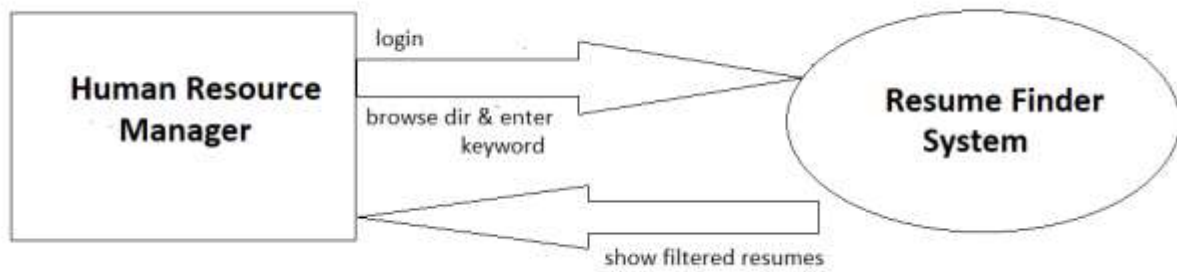 login
Human Resource
Manager
browse dir & enter
keyword
Resume Finder
System
show filtered resumes